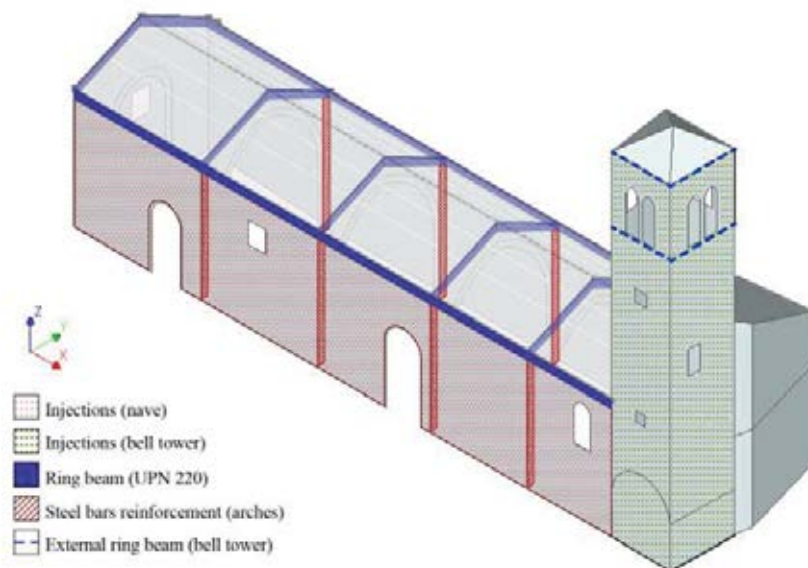 Z
Y
X
Injections (nave)
Injections (bell tower)
Ring beam (UPN 220)
Steel bars reinforcement (arches)
External ring beam (bell tower)